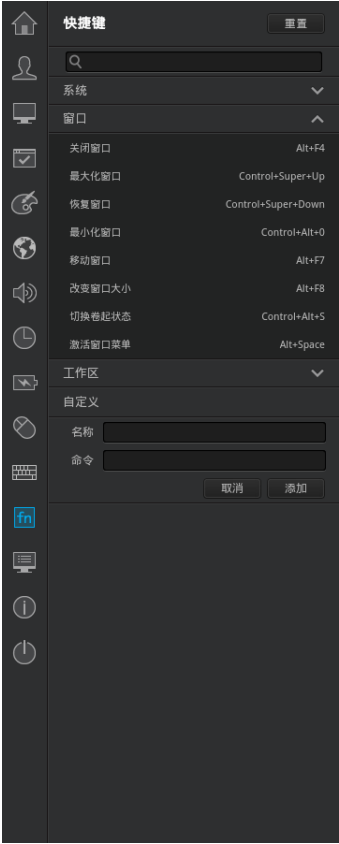 快捷键 重置
系统
窗口
关闭窗口 Alt+F4
最大化窗口 Control+Super+Up
恢复窗口 Control+Super+Down
最小化窗口 Control+Alt+0
移动窗口 Alt+F7
改变窗口大小 Alt+F8
切换卷起状态 Control+Alt+S
激活窗口菜单 Alt+Space
工作区
自定义
名称
命令
取消 添加
fn